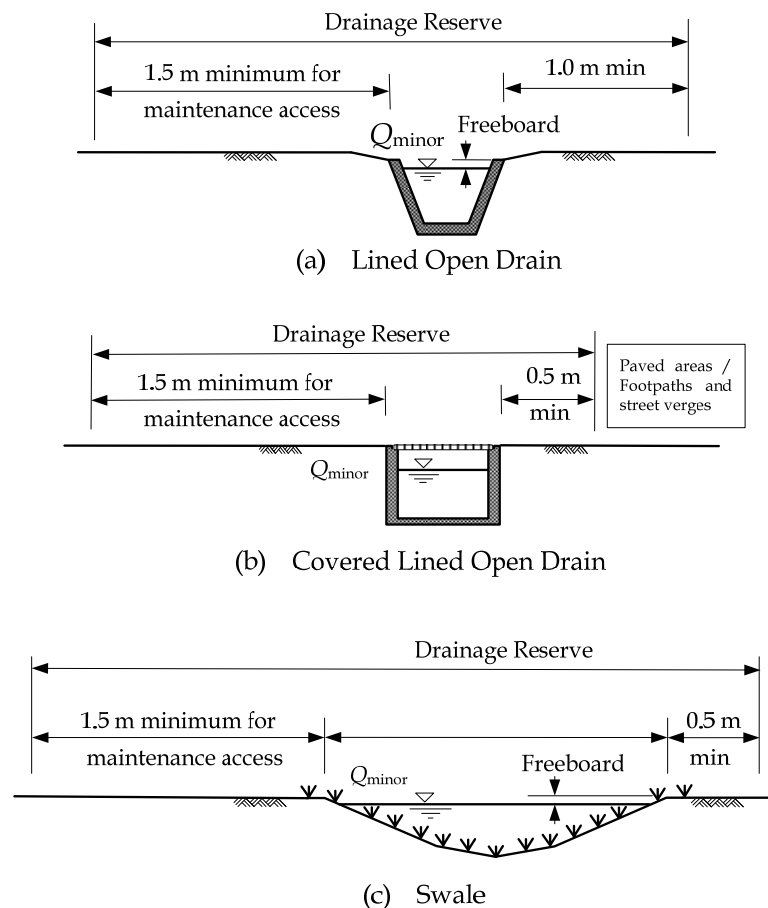 Drainage Reserve
1.5 m minimum for
maintenance access
1.0 m min
Qminor
Freeboard
(a) Lined Open Drain
Drainage Reserve
1.5 m minimum for
maintenance access
0.5 m
min
Paved areas /
Footpaths and
street verges
Qminor
(b) Covered Lined Open Drain
Drainage Reserve
1.5 m minimum for
maintenance access
0.5 m
min
Qminor
Freeboard
(c) Swale